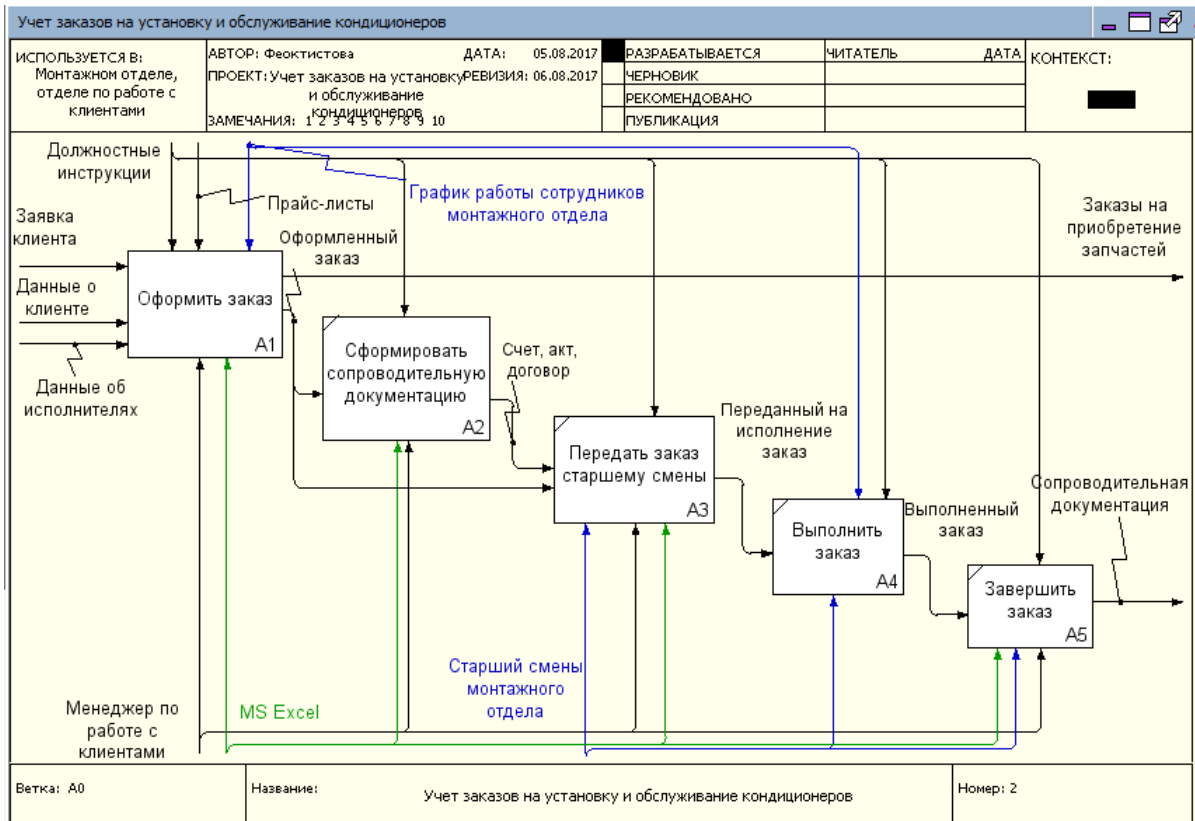 Учет заказов на установку и обслуживание кондиционеров
ИСПОЛЬЗУЕТСЯ В:
Монтажном отделе,
отделе по работе с
клиентами
АВТОР: Феоктистова
ДАТА: 05.08.2017
ПРОЕКТ: Учет заказов на установку
и обслуживание
кондиционеров
РЕВИЗИЯ: 06.08.2017
ЗАМЕЧАНИЯ: 1 2 3 4 5 6 7 8 9 10
РАЗРАБАТЫВАЕТСЯ
ЧЕРНОВИК
РЕКОМЕНДОВАНО
ПУБЛИКАЦИЯ
ЧИТАТЕЛЬ
ДАТА
КОНТЕКСТ:
Должностные
инструкции
Прайс-листы
График работы сотрудников
монтажного отдела
Заявка
клиента
Оформленный
заказ
Заказы на
приобретение
запчастей
Данные о
клиенте
Оформить заказ
A1
Данные об
исполнителях
Сформировать
сопроводительную
документацию
A2
Счет, акт,
договор
Передать заказ
старшему смены
A3
Переданный на
исполнение
заказ
Выполнить
заказ
A4
Выполненный
заказ
Сопроводительная
документация
Завершить
заказ
A5
Старший смены
монтажного
отдела
Менеджер по
работе с
клиентами
MS Excel
Ветка: A0
Название:
Учет заказов на установку и обслуживание кондиционеров
Номер: 2